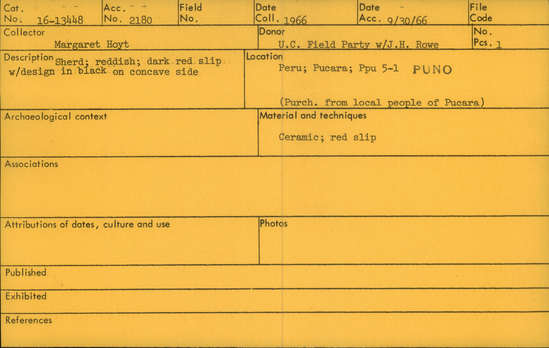 Cat. No. 16-13448 Acc. No. 2180 Field No. Date Coll. 1966 Date Acc. 9/30/66 File Code
Collector Margaret Hoyt
Donor U.C. Field Party w/J.H. Rowe
No. Pcs. 1
Description Sherd; reddish; dark red slip
w/design in black on concave side
Location
Peru; Pucara; Ppu 5-1 PUNO
(Purch. from local people of Pucara)
Archaeological context
Material and techniques
Ceramic; red slip
Associations
Attributions of dates, culture and use
Photos
Published
Exhibited
References